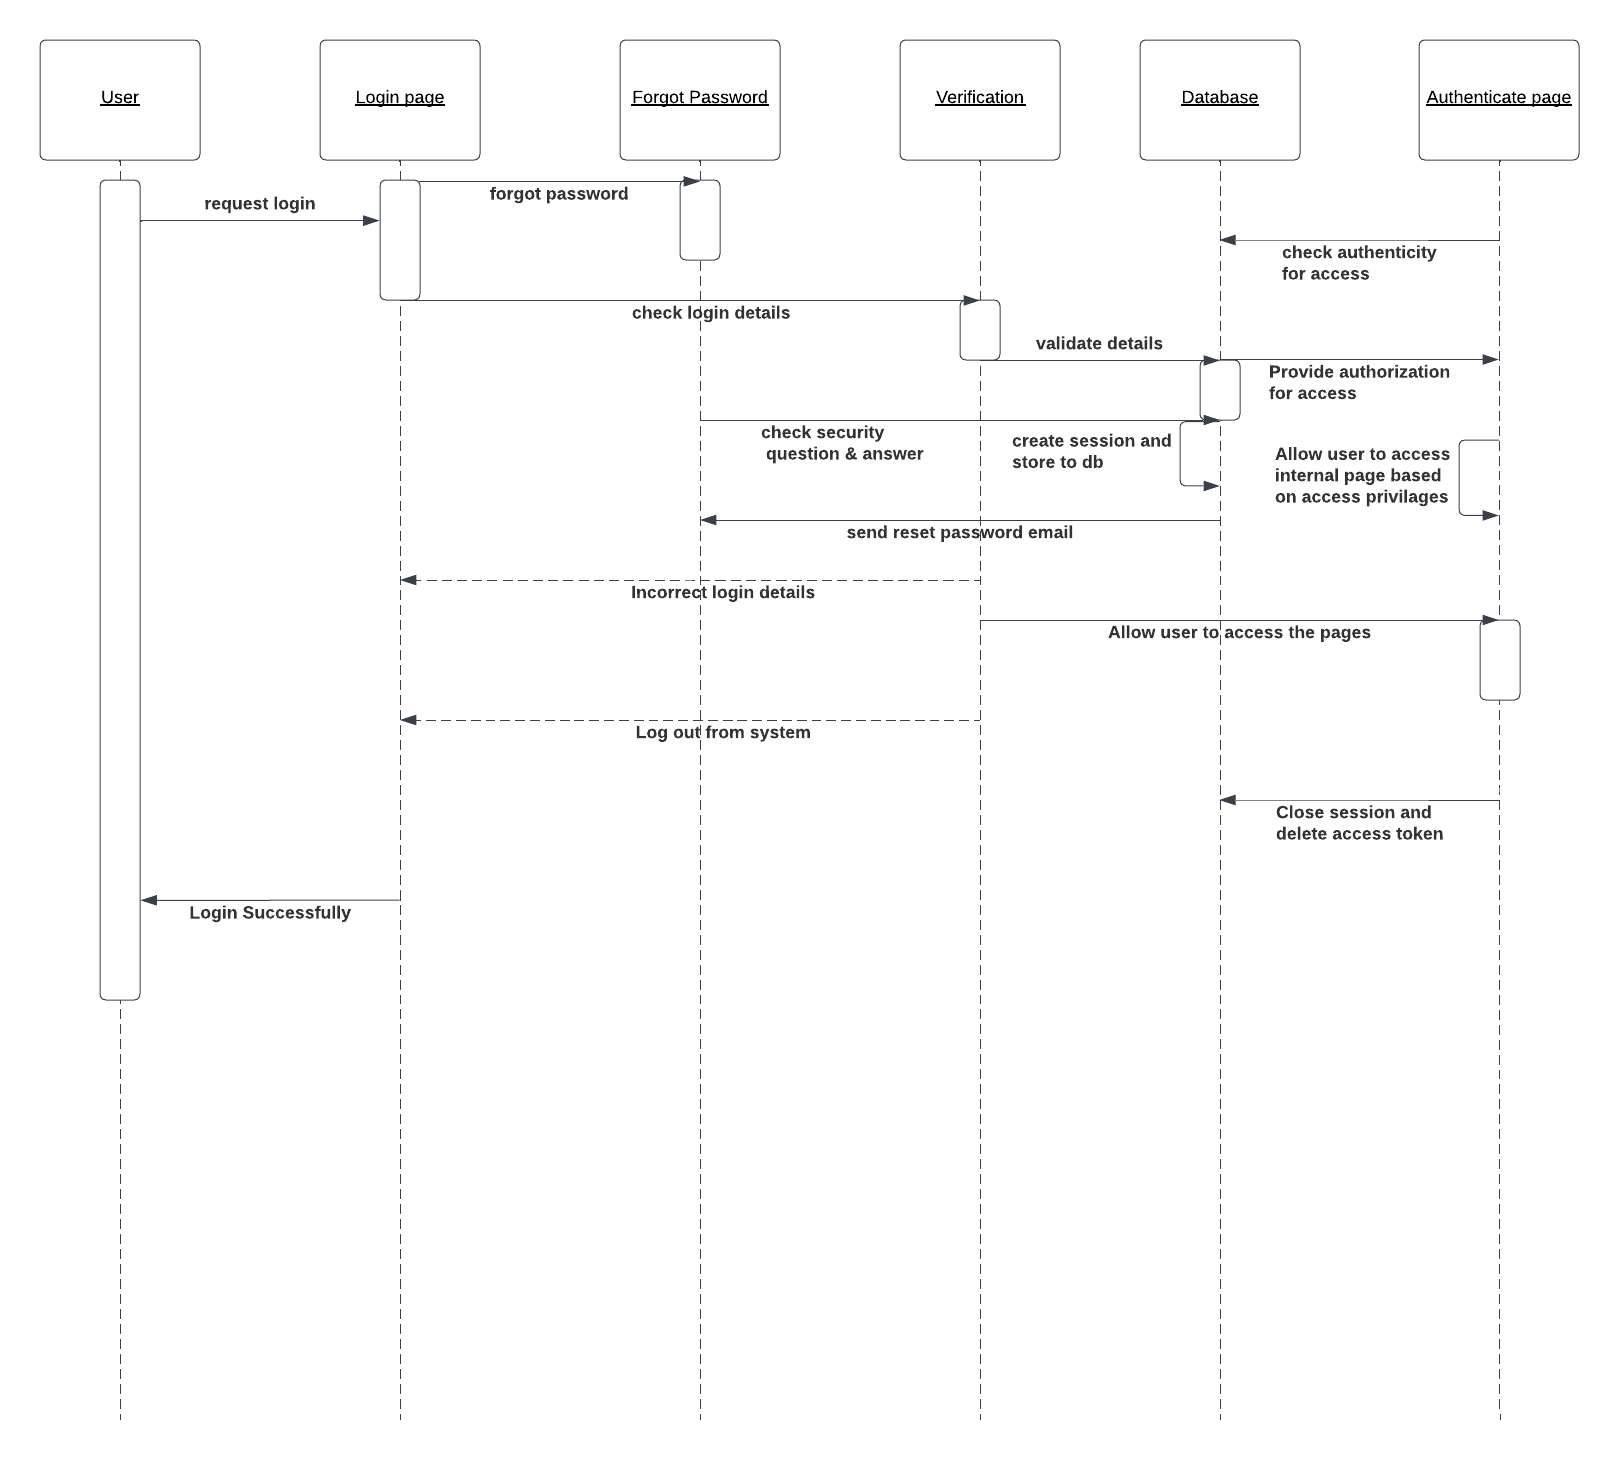 User
Login page
Forgot Password
Verification
Database
Authenticate page
forgot password
request login
check authenticity
for access
check login details
validate details
Provide authorization
for access
check security
question & answer
create session and
store to db
Allow user to access
internal page based
on access privilages
send reset password email
Incorrect login details
Allow user to access the pages
Log out from system
Close session and
delete access token
Login Successfully